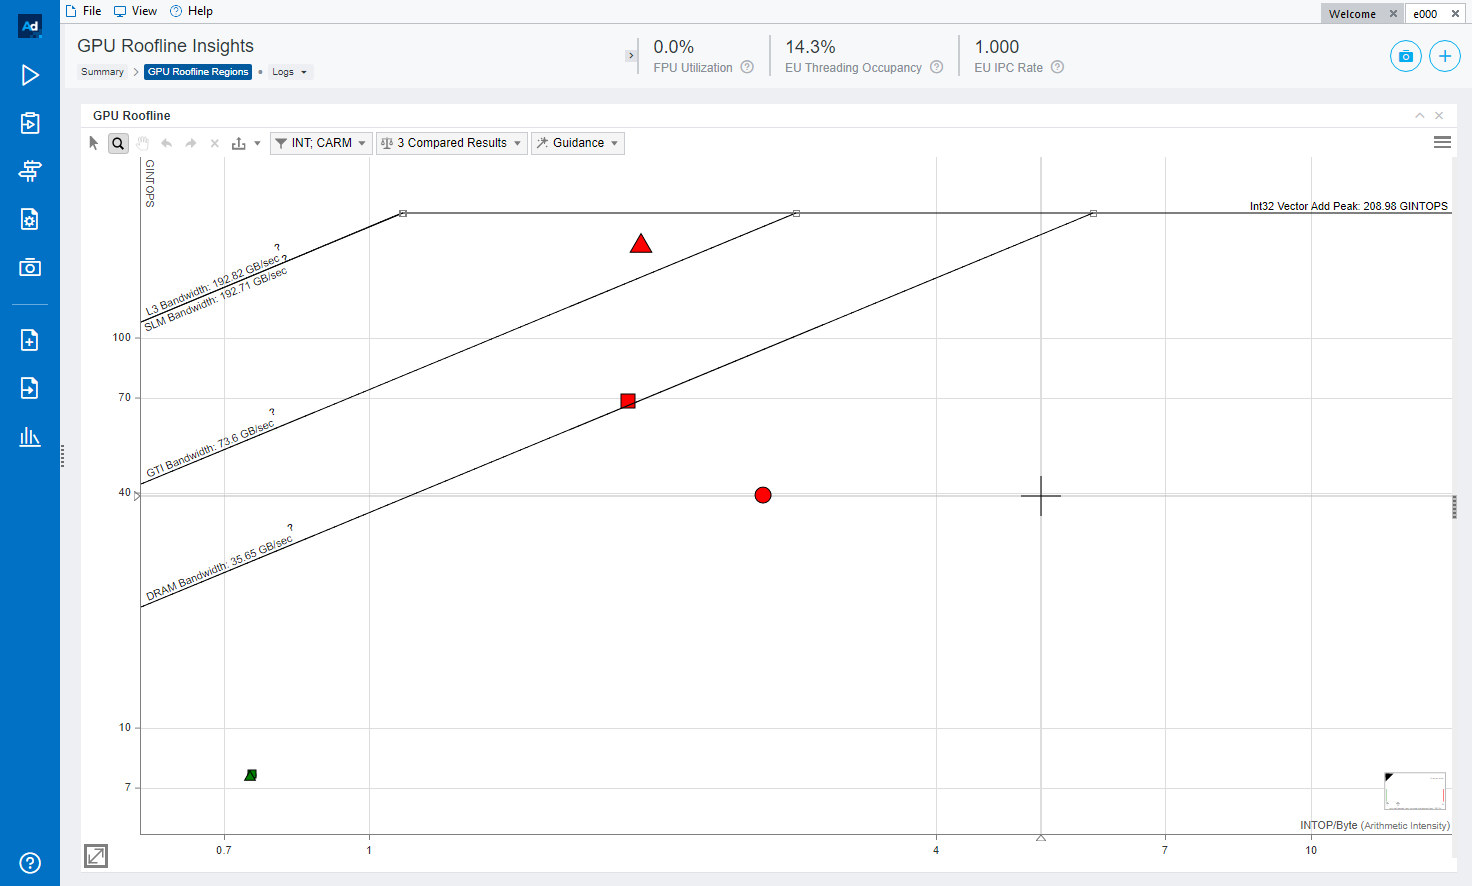 Ad
File
View
Help
Welcome
e000
GPU Roofline Insights
Summary
GPU Roofline Regions
Logs
0.0%
FPU Utilization
14.3%
EU Threading Occupancy
1.000
EU IPC Rate
GPU Roofline
INT; CARM
3 Compared Results
Guidance
GINTOPS
Int32 Vector Add Peak: 208.98 GINTOPS
?
L3 Bandwidth: 192.82 GB/sec
?
SLM Bandwidth: 192.71 GB/sec
100
70
?
GTI Bandwidth: 73.6 GB/sec
40
?
DRAM Bandwidth: 35.65 GB/sec
10
7
INTOP/Byte (Arithmetic Intensity)
0.7
1
4
7
10